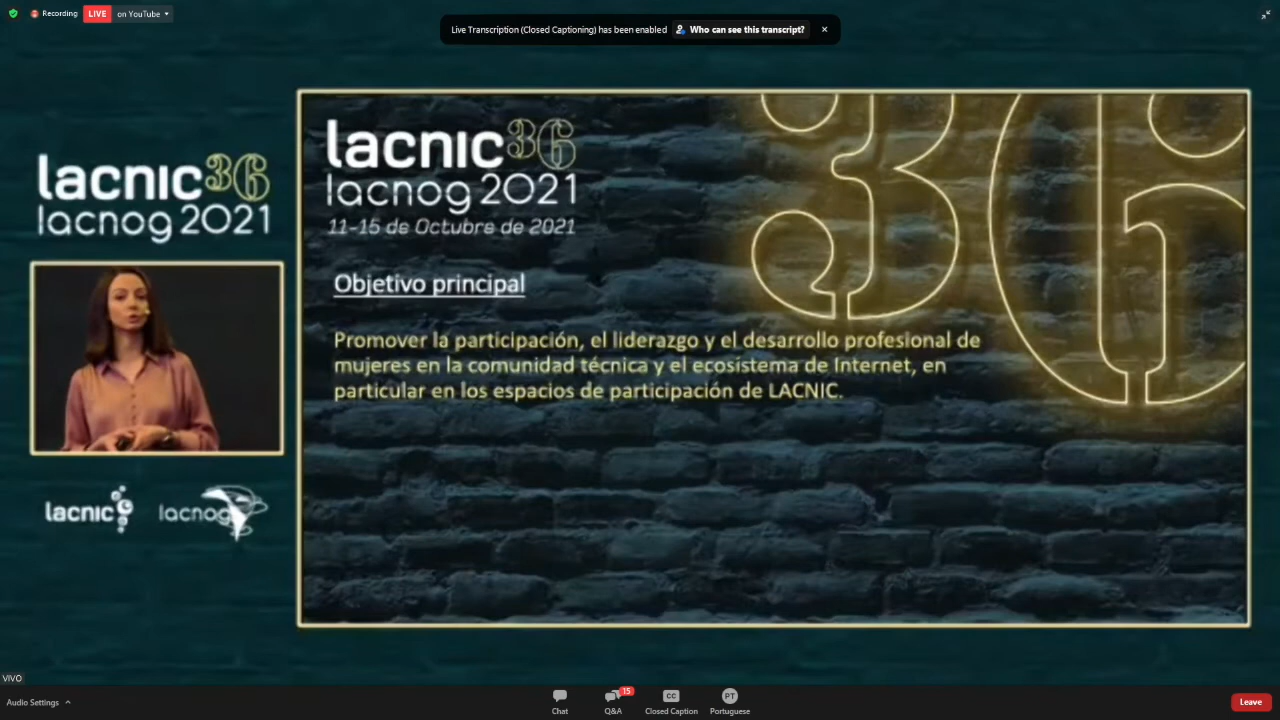 Recording
LIVE
on YouTube
Live Transcription (Closed Captioning) has been enabled
Who can see this transcript?
lacnic36
lacnog 2021
lacnic36
lacnog 2021
11-15 de Octubre de 2021
Objetivo principal
Promover la participación, el liderazgo y el desarrollo profesional de
mujeres en la comunidad técnica y el ecosistema de Internet, en
particular en los espacios de participación de LACNIC.
36
lacnic
lacnog
VIVO
Audio Settings
Chat
15
Q&A
CC
Closed Caption
PT
Portuguese
Leave